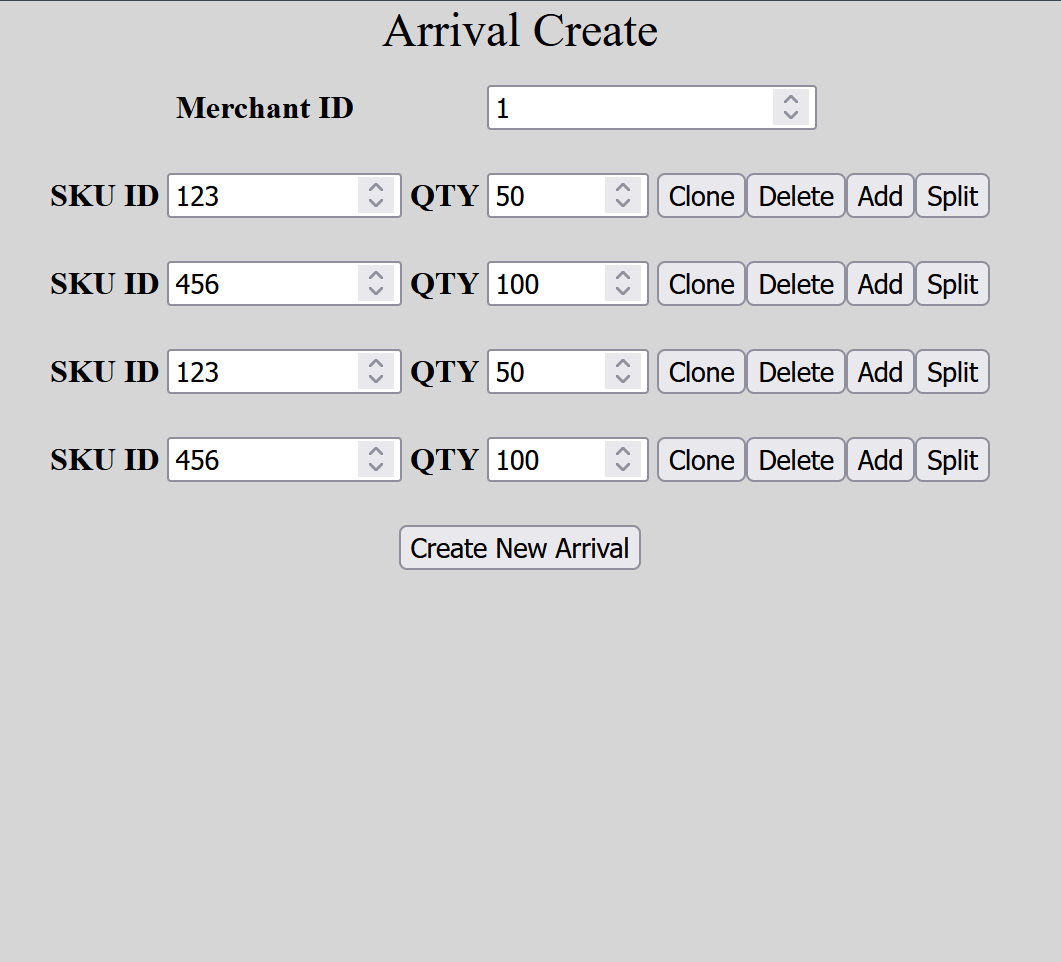 Arrival Create
Merchant ID 1
SKU ID 123 QTY 50 Clone Delete Add Split
SKU ID 456 QTY 100 Clone Delete Add Split
SKU ID 123 QTY 50 Clone Delete Add Split
SKU ID 456 QTY 100 Clone Delete Add Split
Create New Arrival